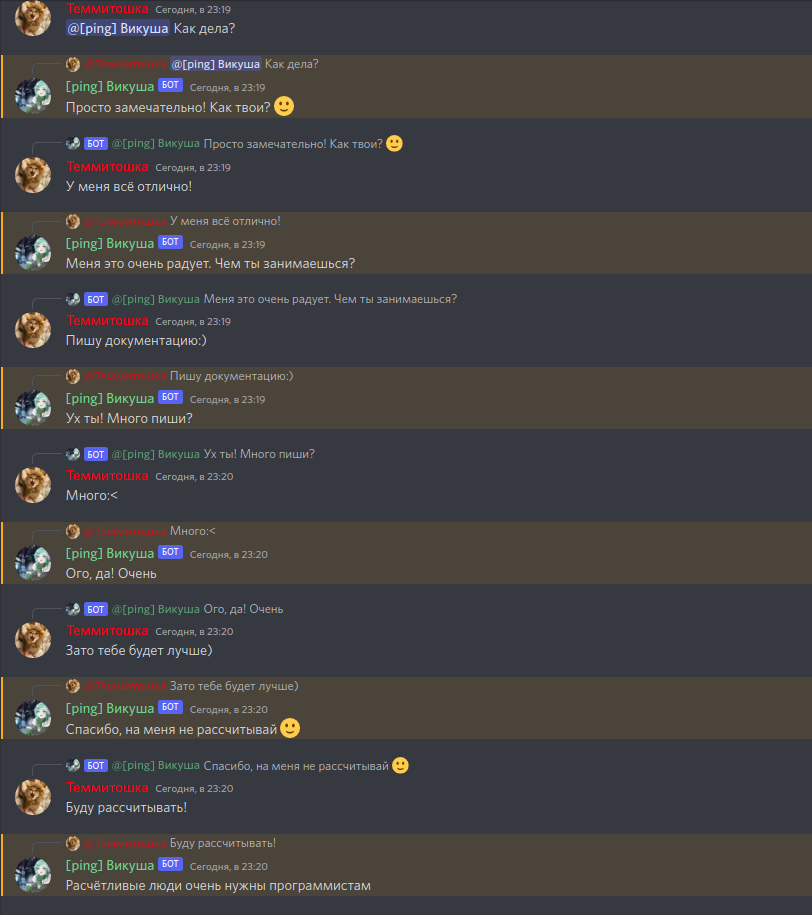 Теммитошка Сегодня, в 23:19
@[ping] Викуша Как дела?
@Теммитошка @[ping] Викуша Как дела?
[ping] Викуша БОТ Сегодня, в 23:19
Просто замечательно! Как твои? 🙂
БОТ @[ping] Викуша Просто замечательно! Как твои? 🙂
Теммитошка Сегодня, в 23:19
У меня всё отлично!
@Теммитошка У меня всё отлично!
[ping] Викуша БОТ Сегодня, в 23:19
Меня это очень радует. Чем ты занимаешься?
БОТ @[ping] Викуша Меня это очень радует. Чем ты занимаешься?
Теммитошка Сегодня, в 23:19
Пишу документацию:)
@Теммитошка Пишу документацию:)
[ping] Викуша БОТ Сегодня, в 23:19
Ух ты! Много пиши?
БОТ @[ping] Викуша Ух ты! Много пиши?
Теммитошка Сегодня, в 23:20
Много:<
@Теммитошка Много:<
[ping] Викуша БОТ Сегодня, в 23:20
Ого, да! Очень
БОТ @[ping] Викуша Ого, да! Очень
Теммитошка Сегодня, в 23:20
Зато тебе будет лучше)
@Теммитошка Зато тебе будет лучше)
[ping] Викуша БОТ Сегодня, в 23:20
Спасибо, на меня не рассчитывай 🙂
БОТ @[ping] Викуша Спасибо, на меня не рассчитывай 🙂
Теммитошка Сегодня, в 23:20
Буду рассчитывать!
@Теммитошка Буду рассчитывать!
[ping] Викуша БОТ Сегодня, в 23:20
Расчётливые люди очень нужны программистам